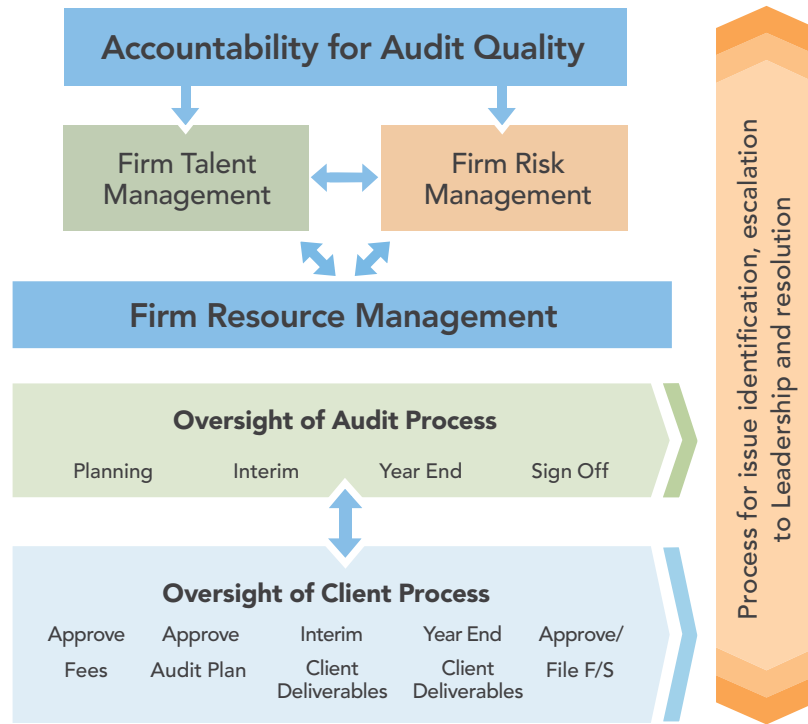 Accountability for Audit Quality
Firm Talent
Management
Firm Risk
Management
Firm Resource Management
Oversight of Audit Process
Planning
Interim
Year End
Sign Off
Oversight of Client Process
Approve
Fees
Approve
Audit Plan
Interim
Client
Deliverables
Year End
Client
Deliverables
Approve/
File F/S
Process for issue identification, escalation
to Leadership and resolution